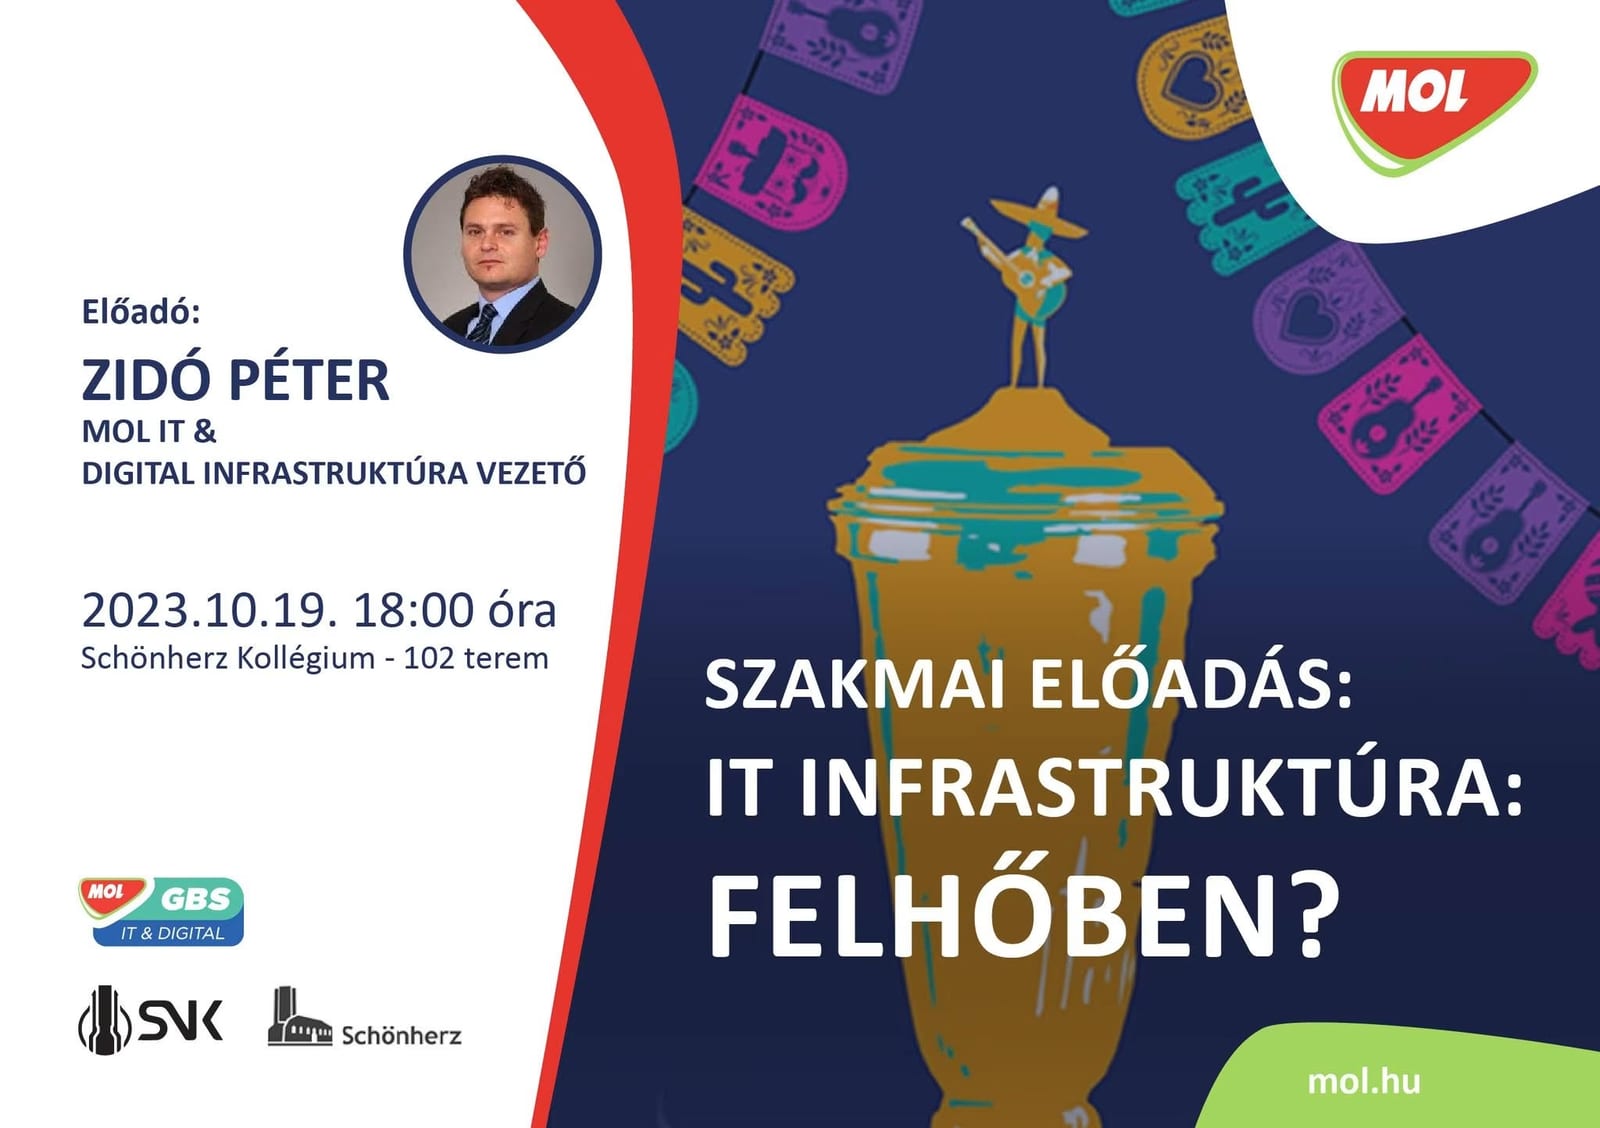 Előadó:
ZIDÓ PÉTER
MOL IT &
DIGITAL INFRASTRUKTÚRA VEZETŐ
2023.10.19. 18:00 óra
Schönherz Kollégium - 102 terem
MOL GBS
IT & DIGITAL
SVK
Schönherz
MOL
SZAKMAI ELŐADÁS:
IT INFRASTRUKTÚRA:
FELHŐBEN?
mol.hu